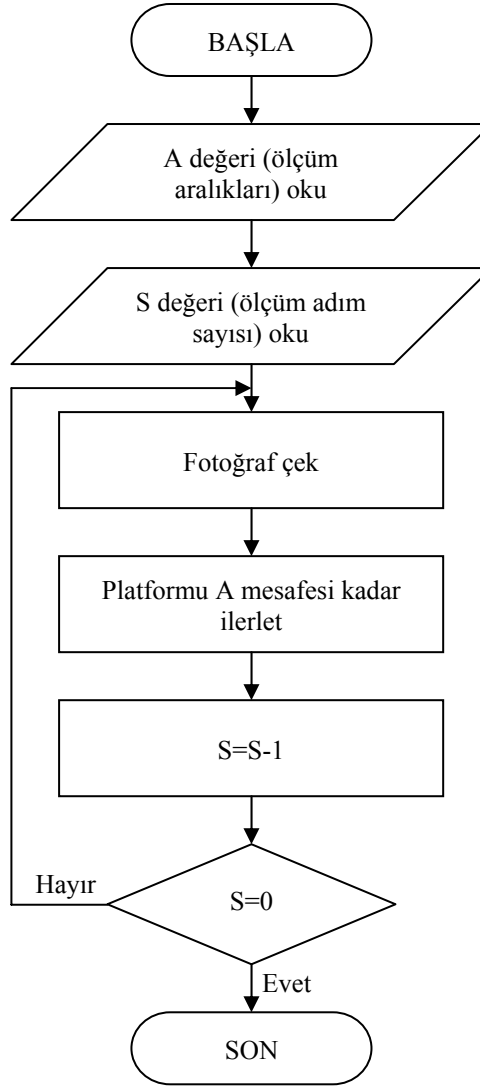 BAŞLA
A değeri (ölçüm
aralıkları) oku
S değeri (ölçüm adım
sayısı) oku
Fotoğraf çek
Platformu A mesafesi kadar
ilerlet
S=S-1
Hayır
S=0
Evet
SON